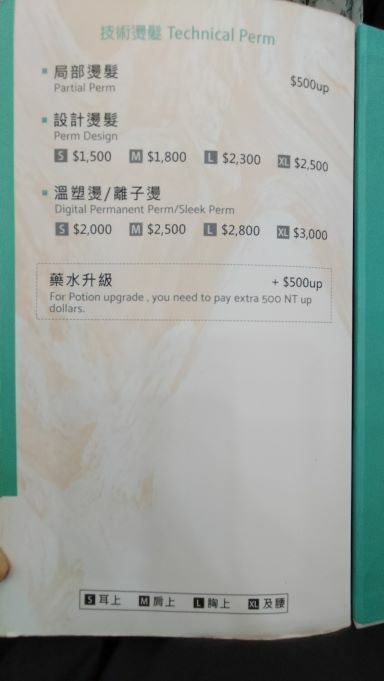 技術燙髮 Technical Perm
局部燙髮 $500up
Partial Perm
設計燙髮
Perm Design
S $1,500 M $1,800 L $2,300 XL $2,500
溫塑燙/離子燙
Digital Permanent Perm/Sleek Perm
S $2,000 M $2,500 L $2,800 XL $3,000
藥水升級 + $500up
For Potion upgrade , you need to pay extra 500 NT up
dollars.
S 耳上 M 肩上 L 胸上 XL 及腰